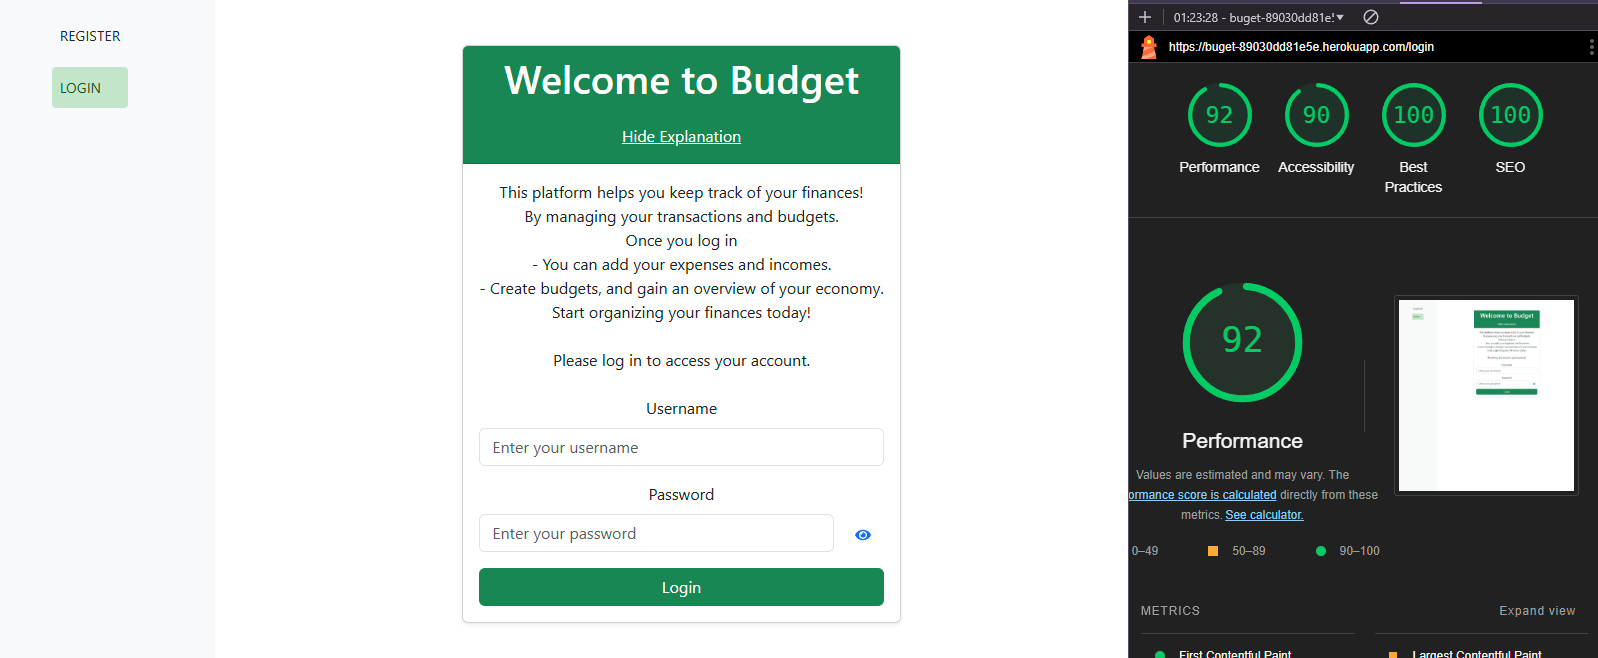 REGISTER
LOGIN
Welcome to Budget
Hide Explanation
This platform helps you keep track of your finances!
By managing your transactions and budgets.
Once you log in
- You can add your expenses and incomes.
- Create budgets, and gain an overview of your economy.
Start organizing your finances today!
Please log in to access your account.
Username
Enter your username
Password
Enter your password
Login
01:23:28 - buget-89030dd81e5
https://buget-89030dd81e5e.herokuapp.com/login
92
Performance
90
Accessibility
100
Best
Practices
100
SEO
92
Performance
Values are estimated and may vary. The
ormance score is calculated directly from these
metrics. See calculator.
0–49
50–89
90–100
Welcome to Budget
METRICS
Expand view
First Contentful Paint
Largest Contentful Paint